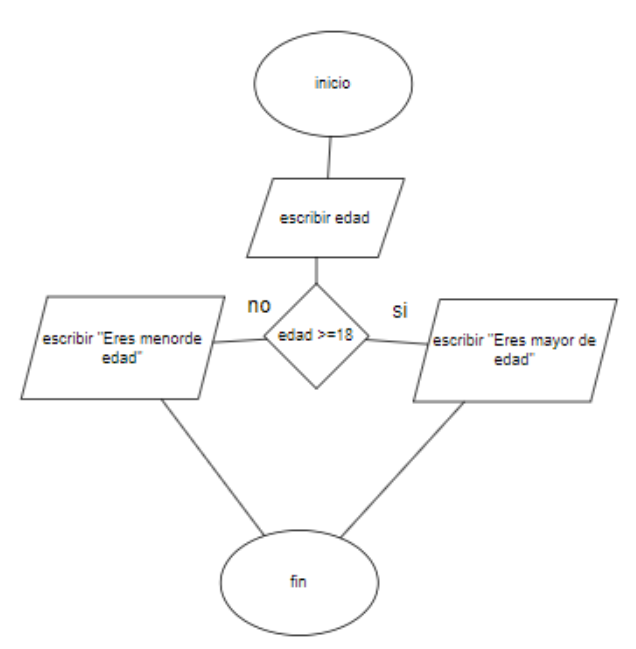 inicio
escribir edad
no
si
edad >=18
escribir "Eres menorde
edad"
escribir "Eres mayor de
edad"
fin